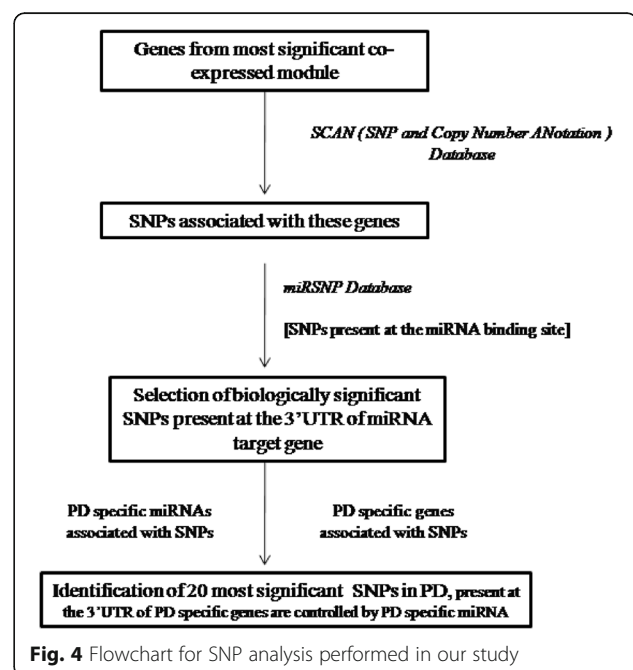 Genes from most significant co-
expressed module
SCAN ( SNP and Copy Number ANotation )
Database
SNPs associated with these genes
miRSNP Database
[SNPs present at the miRNA binding site]
Selection of biologically significant
SNPs present at the 3'UTR of miRNA
target gene
PD specific miRNAs
associated with SNPs
PD specific genes
associated with SNPs
Identification of 20 most significant SNPs in PD, present at
the 3'UTR of PD specific genes are controlled by PD specific miRNA
Fig. 4 Flowchart for SNP analysis performed in our study